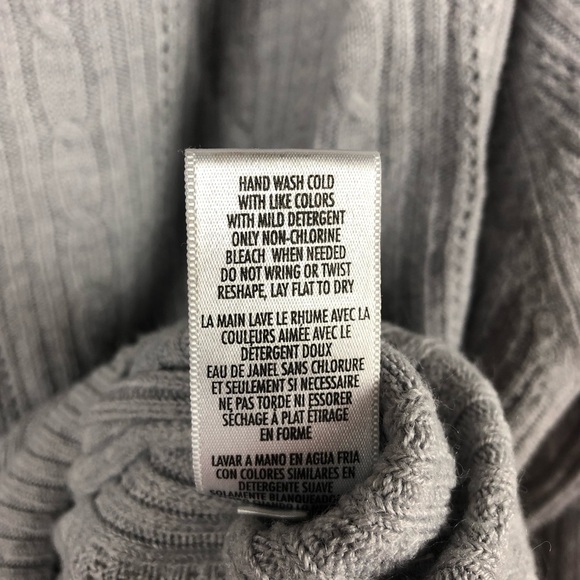 HAND WASH COLD
WITH LIKE COLORS
WITH MILD DETERGENT
ONLY NON-CHLORINE
BLEACH WHEN NEEDED
DO NOT WRING OR TWIST
RESHAPE, LAY FLAT TO DRY
LA MAIN LAVE LE RHUME AVEC LA
COULEURS AIMÉE AVEC LE
DÉTERGENT DOUX
EAU DE JANEL SANS CHLORURE
ET SEULEMENT SI NECESSAIRE
NE PAS TORDE NI ESSORER
SÉCHAGE À PLAT ÉTIRAGE
EN FORME
LAVAR A MANO EN AGUA FRIA
CON COLORES SIMILARES EN
DETERGENTE SUAVE
SOLAMENTE